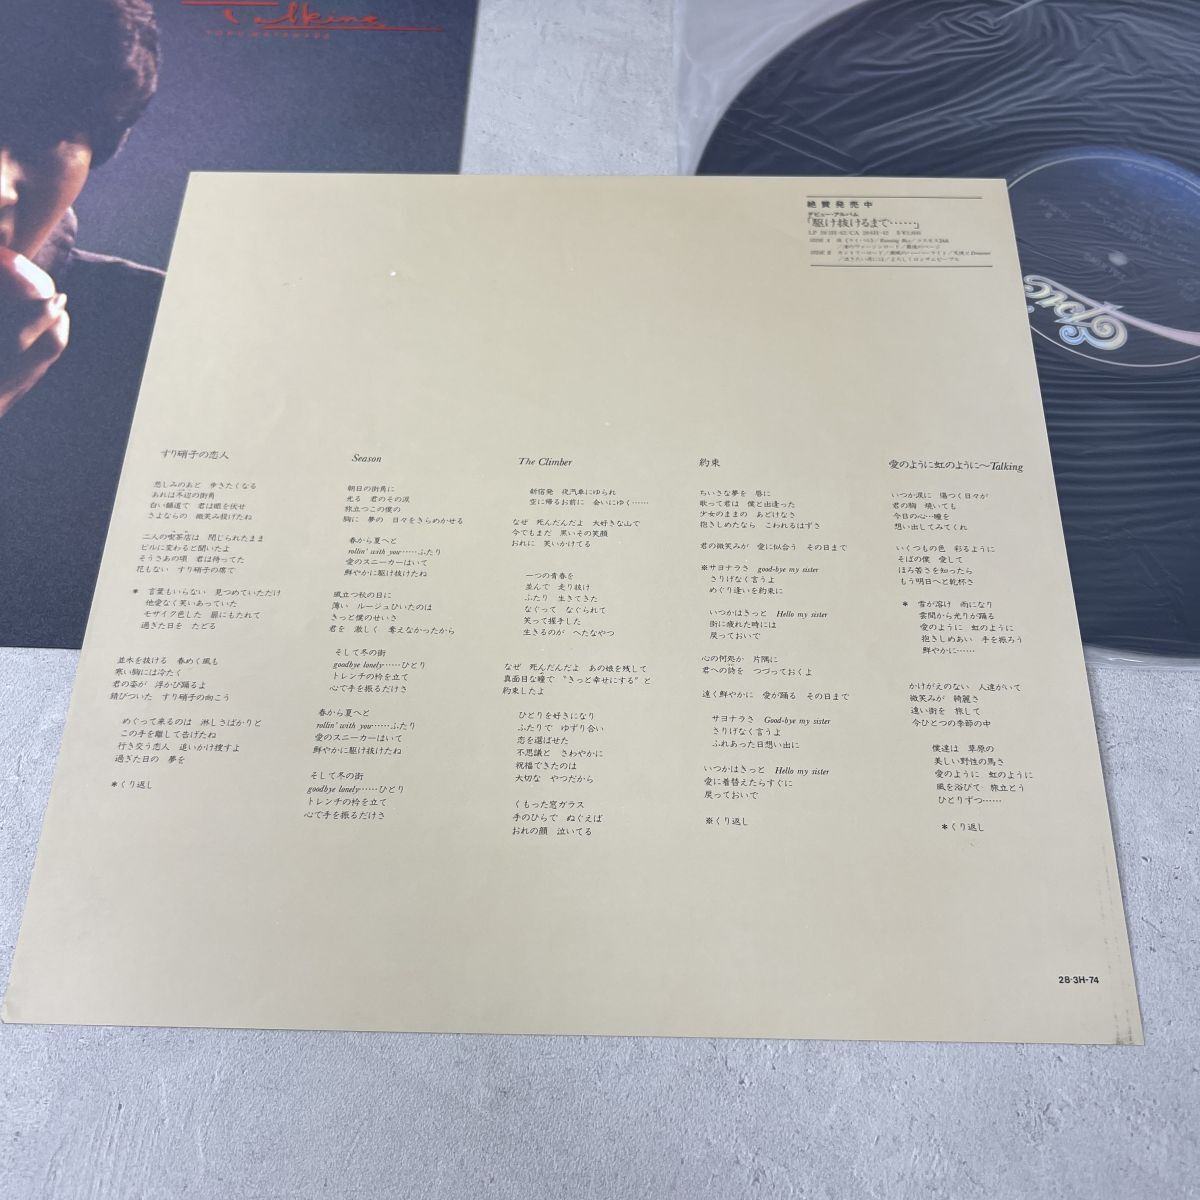 Talking
絶賛発売中
デビュー・アルバム
「駆け抜けるまで……」
すり硝子の恋人
悲しみのあと 歩きたくなる
あれは不忍の街角
白い舗道で 君は眼を伏せ
さよならの 微笑み投げたね
二人の喫茶店は 閉じられたまま
ビルに変わると聞いたよ
そうさあの頃 君は待ってた
花もない すり硝子の席で
＊ 言葉もいらない 見つめていただけ
他愛なく笑いあっていた
モザイク色した 扉にもたれて
過ぎた日を たどる
並木を抜ける 春めく風も
寒い胸には冷たく
君の姿が 浮かび踊るよ
錆びついた すり硝子の向こう
めぐって来るのは 淋しさばかりと
この手を離して告げたね
行き交う恋人 追いかけ捜すよ
過ぎた日の 夢を
＊くり返し
Season
朝日の街角に
光る 君のその涙
旅立つこの僕の
胸に 夢の 日々をきらめかせる
春から夏へと
rollin' with you……ふたり
愛のスニーカーはいて
鮮やかに駆け抜けたね
風立つ秋の日に
薄い ルージュひいたのは
きっと僕のせいさ
君を 激しく 奪えなかったから
そして冬の街
goodbye lonely……ひとり
トレンチの衿を立て
心で手を振るだけさ
春から夏へと
rollin' with you……ふたり
愛のスニーカーはいて
鮮やかに駆け抜けたね
そして冬の街
goodbye lonely……ひとり
トレンチの衿を立て
心で手を振るだけさ
The Climber
新宿発 夜汽車にゆられ
空に帰るお前に 会いにゆく……
なぜ 死んだんだよ 大好きな山で
今でもまだ 黒いその笑顔
おれに 笑いかけてる
一つの青春を
並んで 走り抜け
ふたり 生きてきた
なぐって なぐられて
笑って握手した
生きるのが へたなやつ
なぜ 死んだんだよ あの娘を残して
真面目な瞳で “きっと幸せにする”と
約束したよ
ひとりを好きになり
ふたりで ゆずり合い
恋を選ばせた
不思議と さわやかに
祝福できたのは
大切な やつだから
くもった窓ガラス
手のひらで ぬぐえば
おれの顔 泣いてる
約束
ちいさな夢を 唇に
歌って君は 僕と出逢った
少女のままの あどけなさ
抱きしめたなら こわれるはずさ
君の微笑みが 愛に似合う その日まで
※サヨナラさ good-bye my sister
さりげなく言うよ
めぐり逢いを約束に
いつかはきっと Hello my sister
街に疲れた時には
戻っておいで
心の何処か 片隅に
君への詩を つづっておくよ
遠く鮮やかに 愛が踊る その日まで
サヨナラさ Good-bye my sister
さりげなく言うよ
ふれあった日想い出に
いつかはきっと Hello my sister
愛に着替えたらすぐに
戻っておいで
※くり返し
愛のように虹のように〜Talking
いつか涙に 傷つく日々が
君の胸 焼いても
今日の心…瞳を
想い出してみてくれ
いくつもの色 彩るように
そばの僕 愛して
ほろ苦さを知ったら
もう明日へと乾杯さ
＊ 雪が溶け 雨になり
雲間から光りが踊る
愛のように 虹のように
抱きしめあい 手を振ろう
鮮やかに……
かけがえのない 人達がいて
微笑みが 綺麗さ
遠い街を 旅して
今ひとつの季節の中
僕達は 草原の
美しい野性の馬さ
愛のように 虹のように
風を浴びて 旅立とう
ひとりずつ……
＊くり返し
28·3H-74
Epic